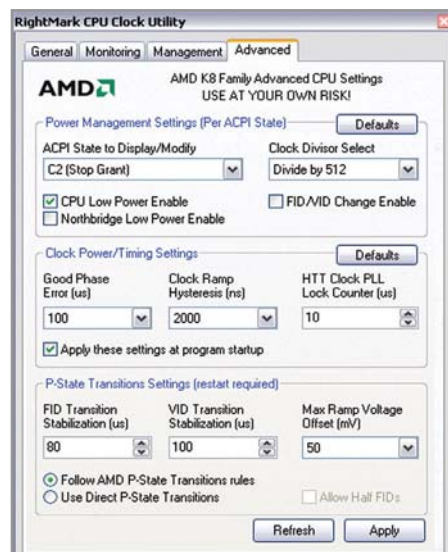 RightMark CPU Clock Utility
General Monitoring Management Advanced
AMD
AMD K8 Family Advanced CPU Settings
USE AT YOUR OWN RISK!
Power Management Settings (Per ACPI State) Defaults
ACPI State to Display/Modify Clock Divisor Select
C2 (Stop Grant) Divide by 512
CPU Low Power Enable FID/VID Change Enable
Northbridge Low Power Enable
Clock Power/Timing Settings Defaults
Good Phase Clock Ramp HTT Clock PLL
Error (us) Hysteresis (ns) Lock Counter (us)
100 2000 10
Apply these settings at program startup
P-State Transitions Settings (restart required)
FID Transition VID Transition Max Ramp Voltage
Stabilization (us) Stabilization (us) Offset (mV)
80 100 50
Follow AMD P-State Transitions rules
Use Direct P-State Transitions Allow Half FIDs
Refresh Apply